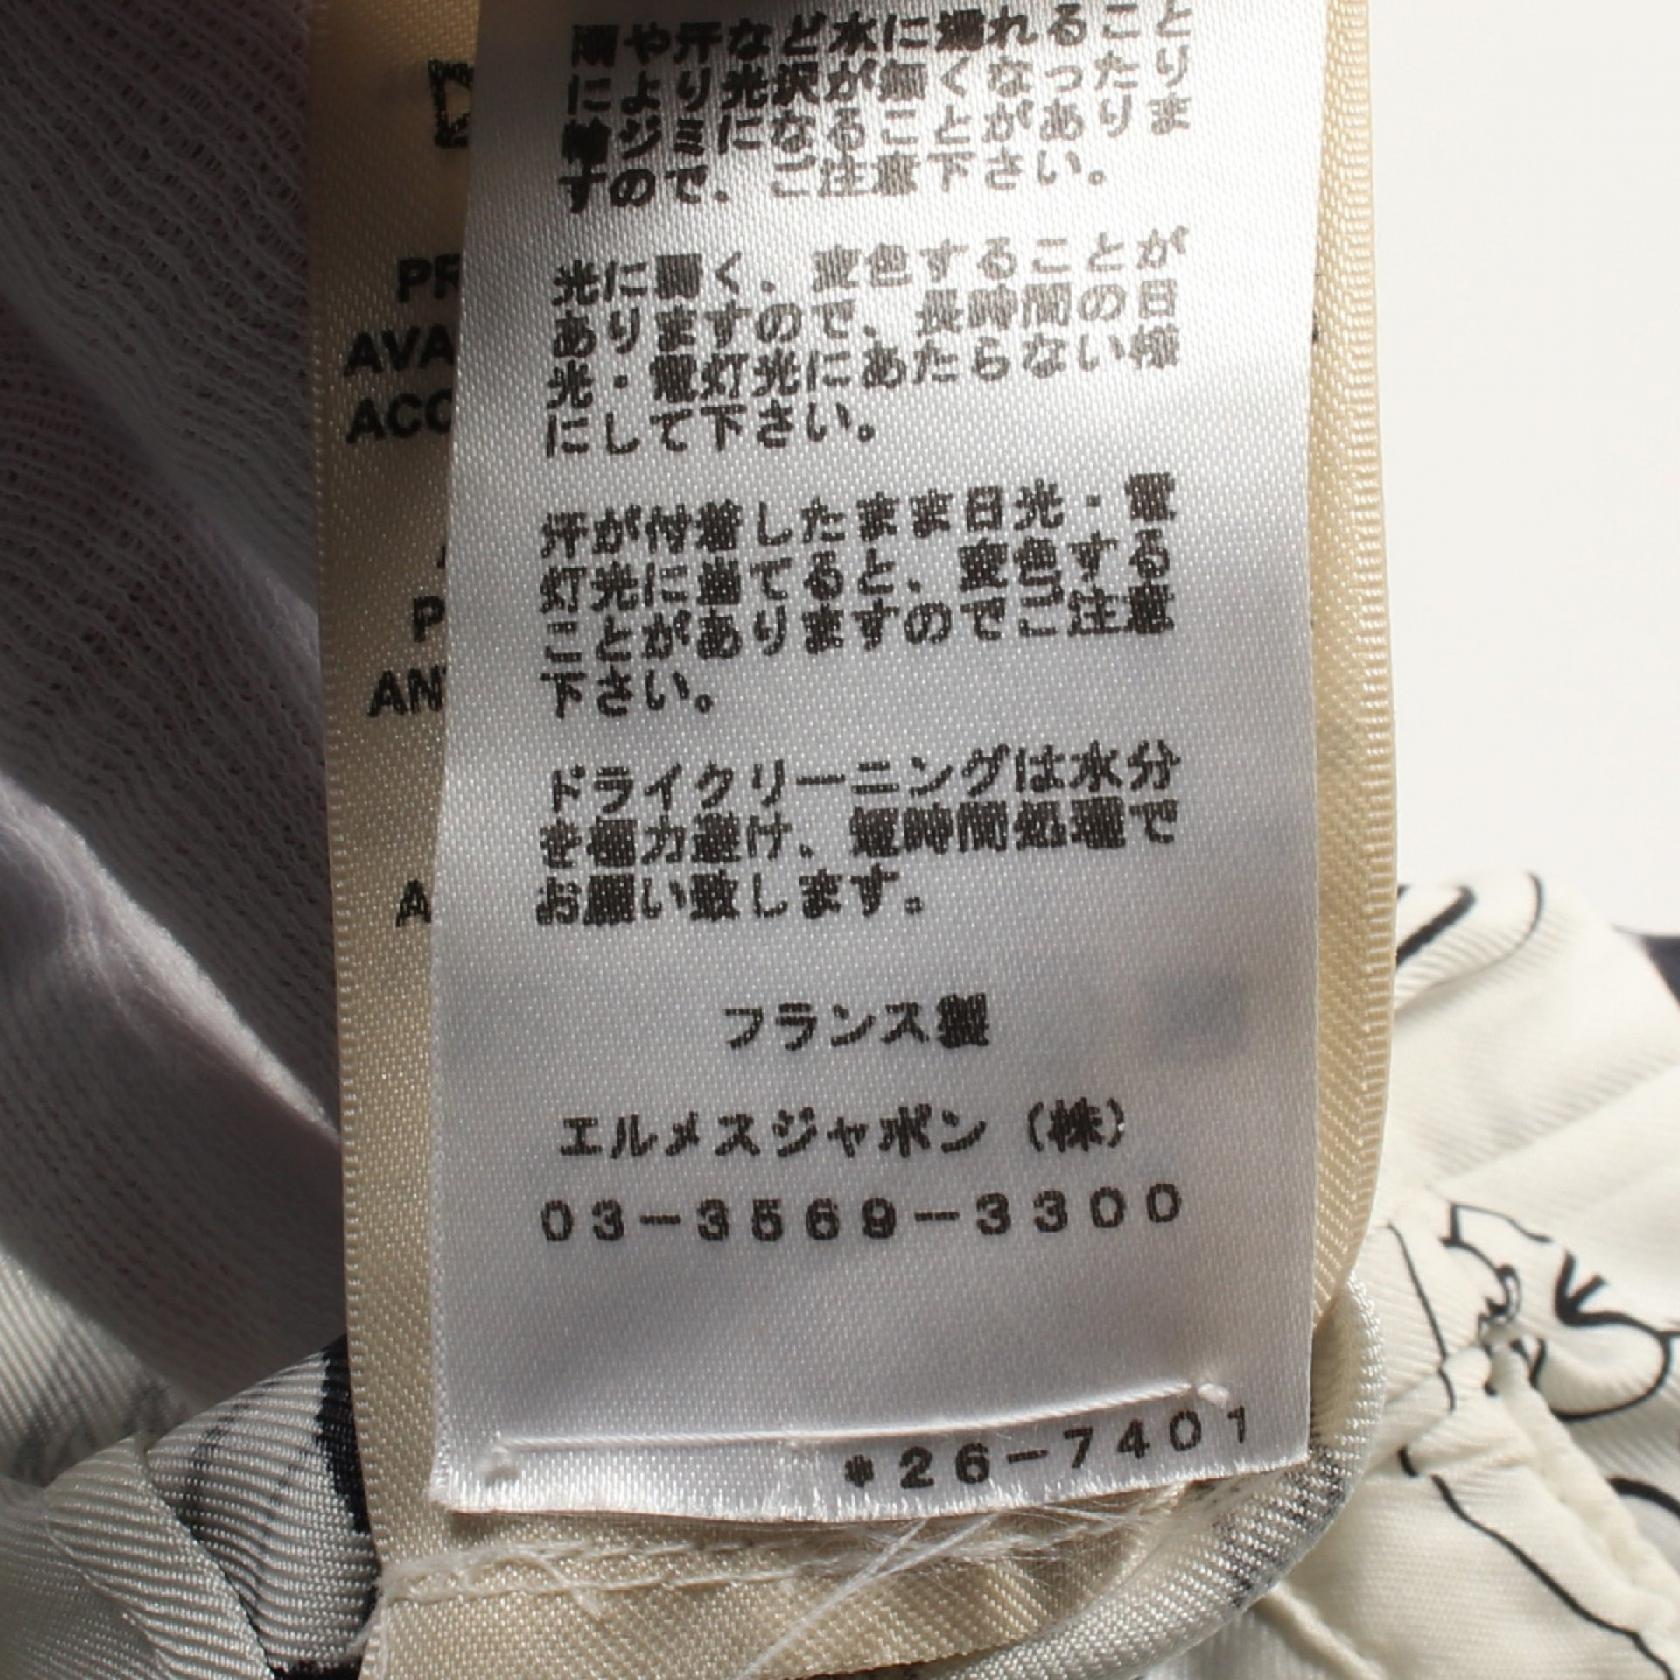 雨や汗など水に濡れること
により光沢が無くなったり
輪ジミになることがありま
すので、ご注意下さい。
光に弱く、変色することが
ありますので、長時間の日
光・電灯光にあたらない様
にして下さい。
汗が付着したまま日光・電
灯光に当てると、変色する
ことがありますのでご注意
下さい。
ドライクリーニングは水分
を極力避け、短時間処理で
お願い致します。
フランス製
エルメスジャポン（株）
03-3569-3300
*26-7401
PR
AVA
ACC
P
AN
A